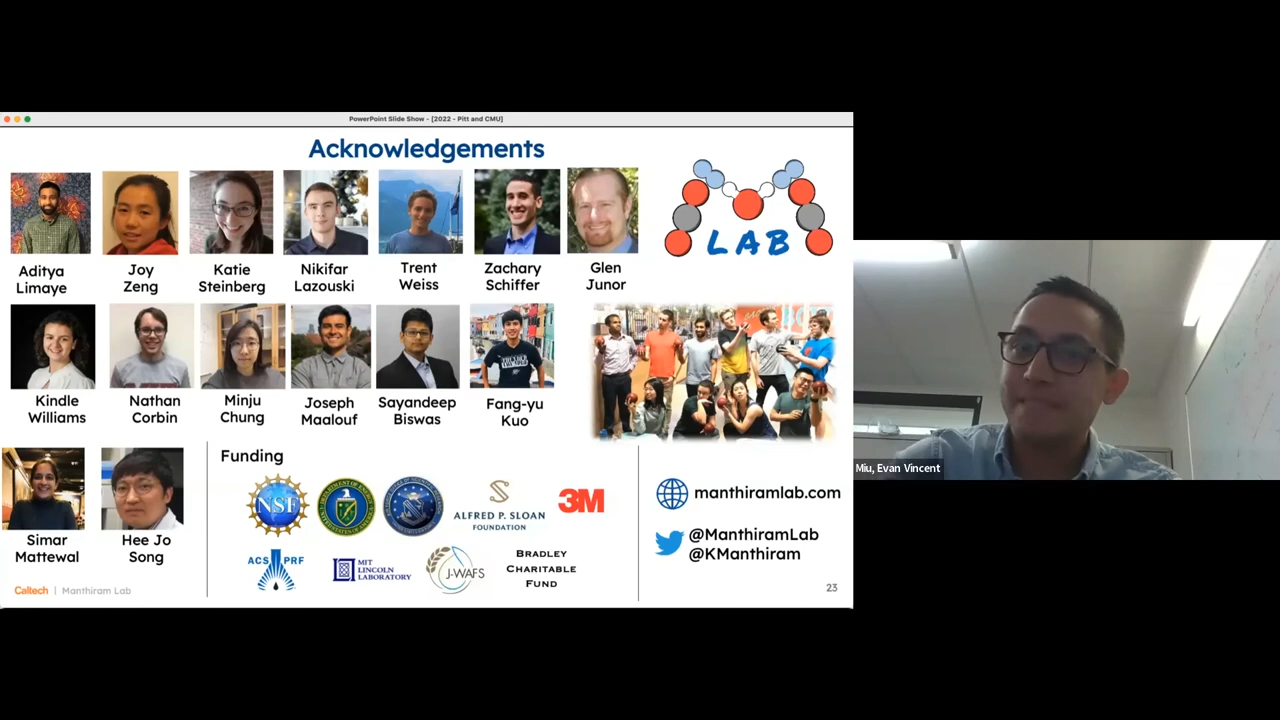 PowerPoint Slide Show - [2022 - Pitt and CMU]
Acknowledgements
LAB
Aditya
Limaye
Joy
Zeng
Katie
Steinberg
Nikifar
Lazouski
Trent
Weiss
Zachary
Schiffer
Glen
Junor
Kindle
Williams
Nathan
Corbin
Minju
Chung
Joseph
Maalouf
Sayandeep
Biswas
Fang-yu
Kuo
Simar
Mattewal
Hee Jo
Song
Funding
NSF
ALFRED P. SLOAN
FOUNDATION
3M
ACS PRF
MIT
LINCOLN
LABORATORY
J-WAFS
BRADLEY
CHARITABLE
FUND
manthiramlab.com
@ManthiramLab
@KManthiram
Caltech | Manthiram Lab
23
Miu, Evan Vincent